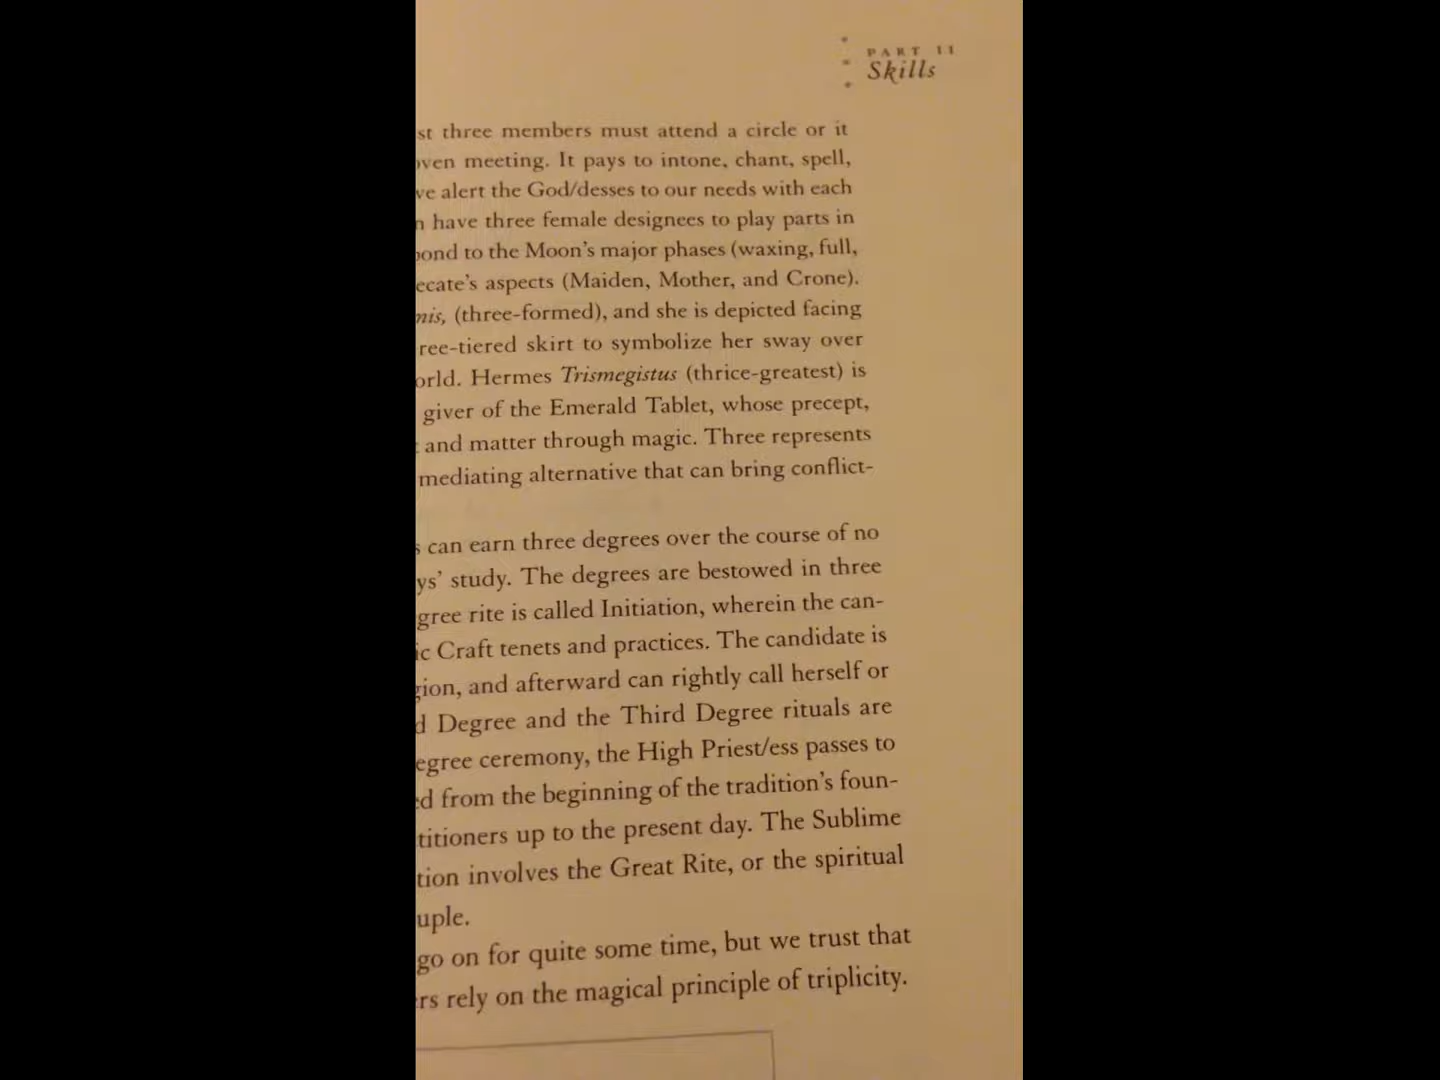 PART II
Skills
st three members must attend a circle or it
oven meeting. It pays to intone, chant, spell,
ve alert the God/desses to our needs with each
n have three female designees to play parts in
pond to the Moon's major phases (waxing, full,
ecate's aspects (Maiden, Mother, and Crone).
nis, (three-formed), and she is depicted facing
ree-tiered skirt to symbolize her sway over
orld. Hermes Trismegistus (thrice-greatest) is
giver of the Emerald Tablet, whose precept,
and matter through magic. Three represents
mediating alternative that can bring conflict-
s can earn three degrees over the course of no
ys' study. The degrees are bestowed in three
gree rite is called Initiation, wherein the can-
ic Craft tenets and practices. The candidate is
gion, and afterward can rightly call herself or
d Degree and the Third Degree rituals are
egree ceremony, the High Priest/ess passes to
ed from the beginning of the tradition's foun-
titioners up to the present day. The Sublime
tion involves the Great Rite, or the spiritual
uple.
go on for quite some time, but we trust that
rs rely on the magical principle of triplicity.